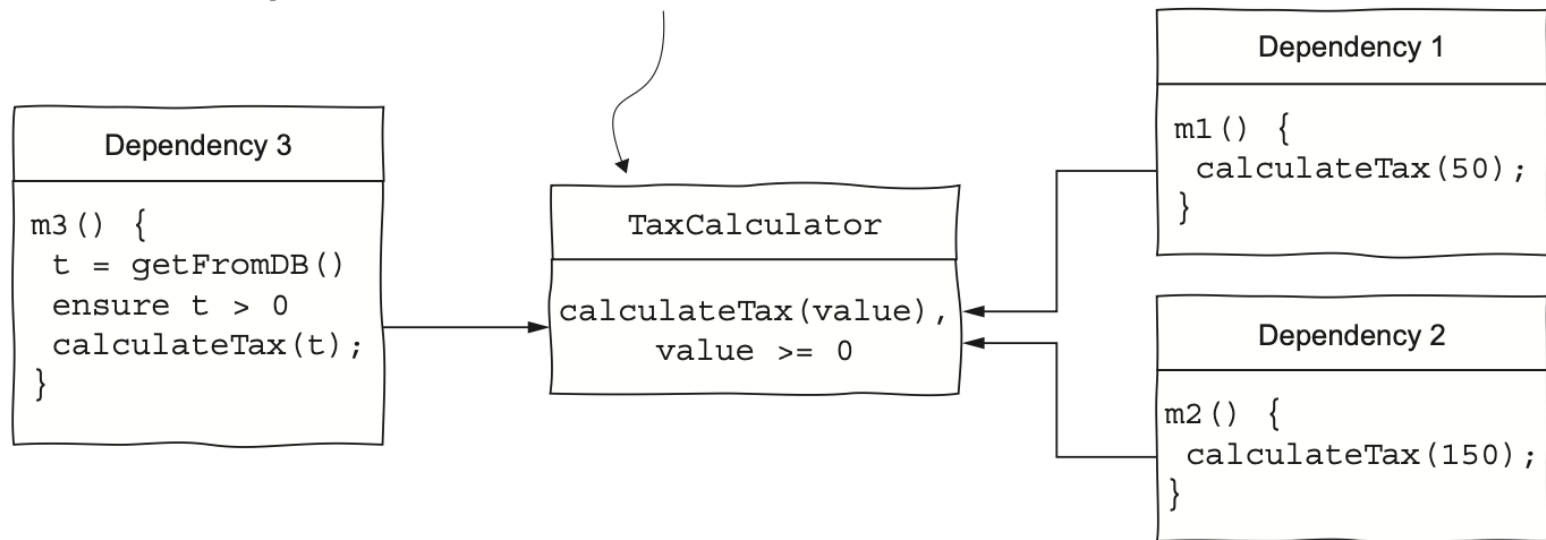 Dependency 3
m3() {
t = getFromDB()
ensure t > 0
calculateTax(t);
}
TaxCalculator
calculateTax(value),
value >= 0
Dependency 1
m1() {
calculateTax(50);
}
Dependency 2
m2() {
calculateTax(150);
}